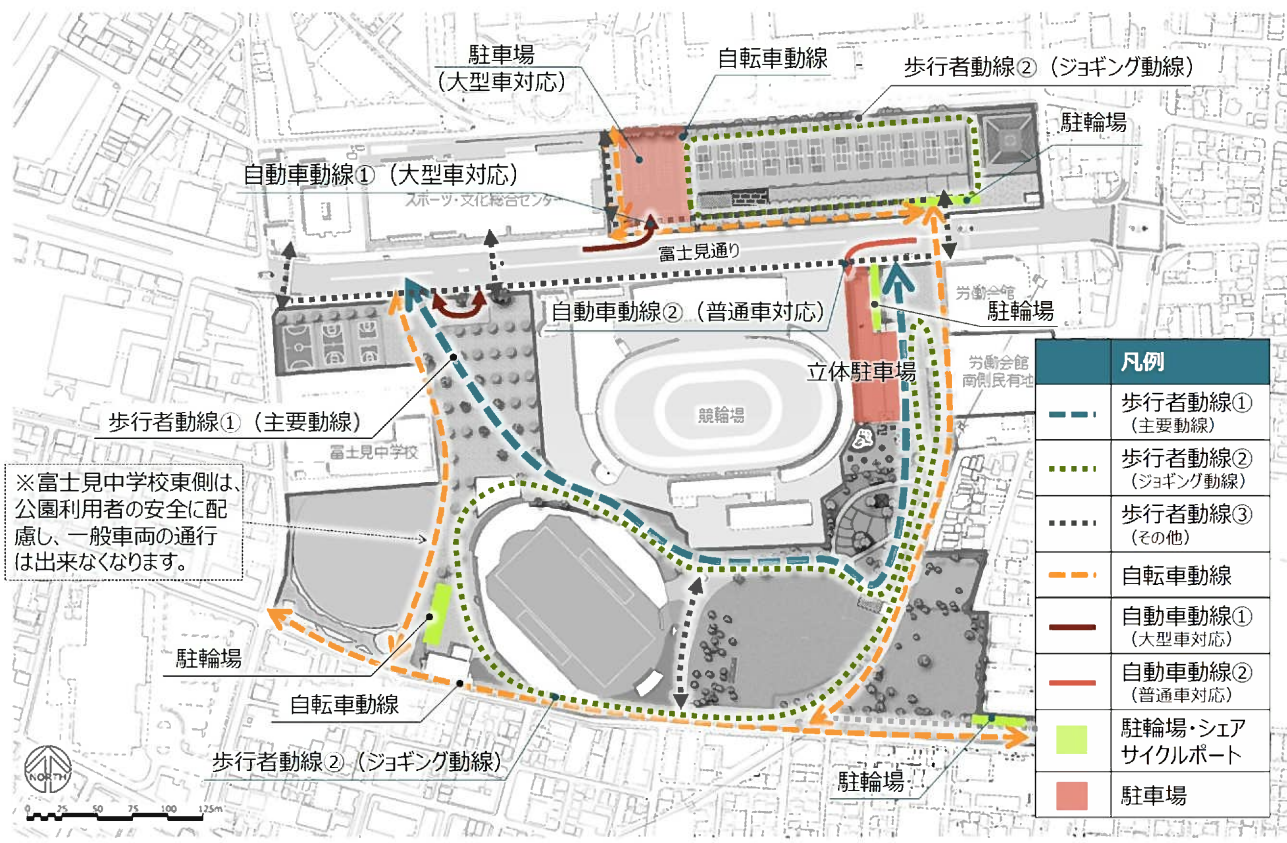 駐車場
(大型車対応)
自転車動線
歩行者動線②（ジョギング動線）
駐輪場
自動車動線①（大型車対応）
スポーツ・文化総合センター
富士見通り
自動車動線②（普通車対応）
労働会館
駐輪場
労働会館
南側民有地
立体駐車場
競輪場
歩行者動線①（主要動線）
富士見中学校
※富士見中学校東側は、
公園利用者の安全に配
慮し、一般車両の通行
は出来なくなります。
駐輪場
自転車動線
歩行者動線②（ジョギング動線）
駐輪場
凡例
歩行者動線①
（主要動線）
歩行者動線②
（ジョギング動線）
歩行者動線③
（その他）
自転車動線
自動車動線①
（大型車対応）
自動車動線②
（普通車対応）
駐輪場・シェア
サイクルポート
駐車場
NORTH
0 25 50 75 100 125m